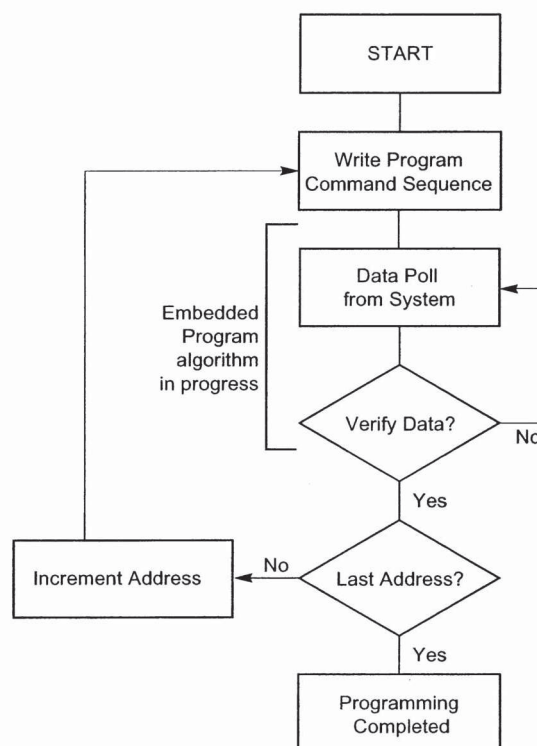 START
Write Program
Command Sequence
Data Poll
from System
Embedded
Program
algorithm
in progress
Verify Data?
No
Yes
Increment Address
No
Last Address?
Yes
Programming
Completed